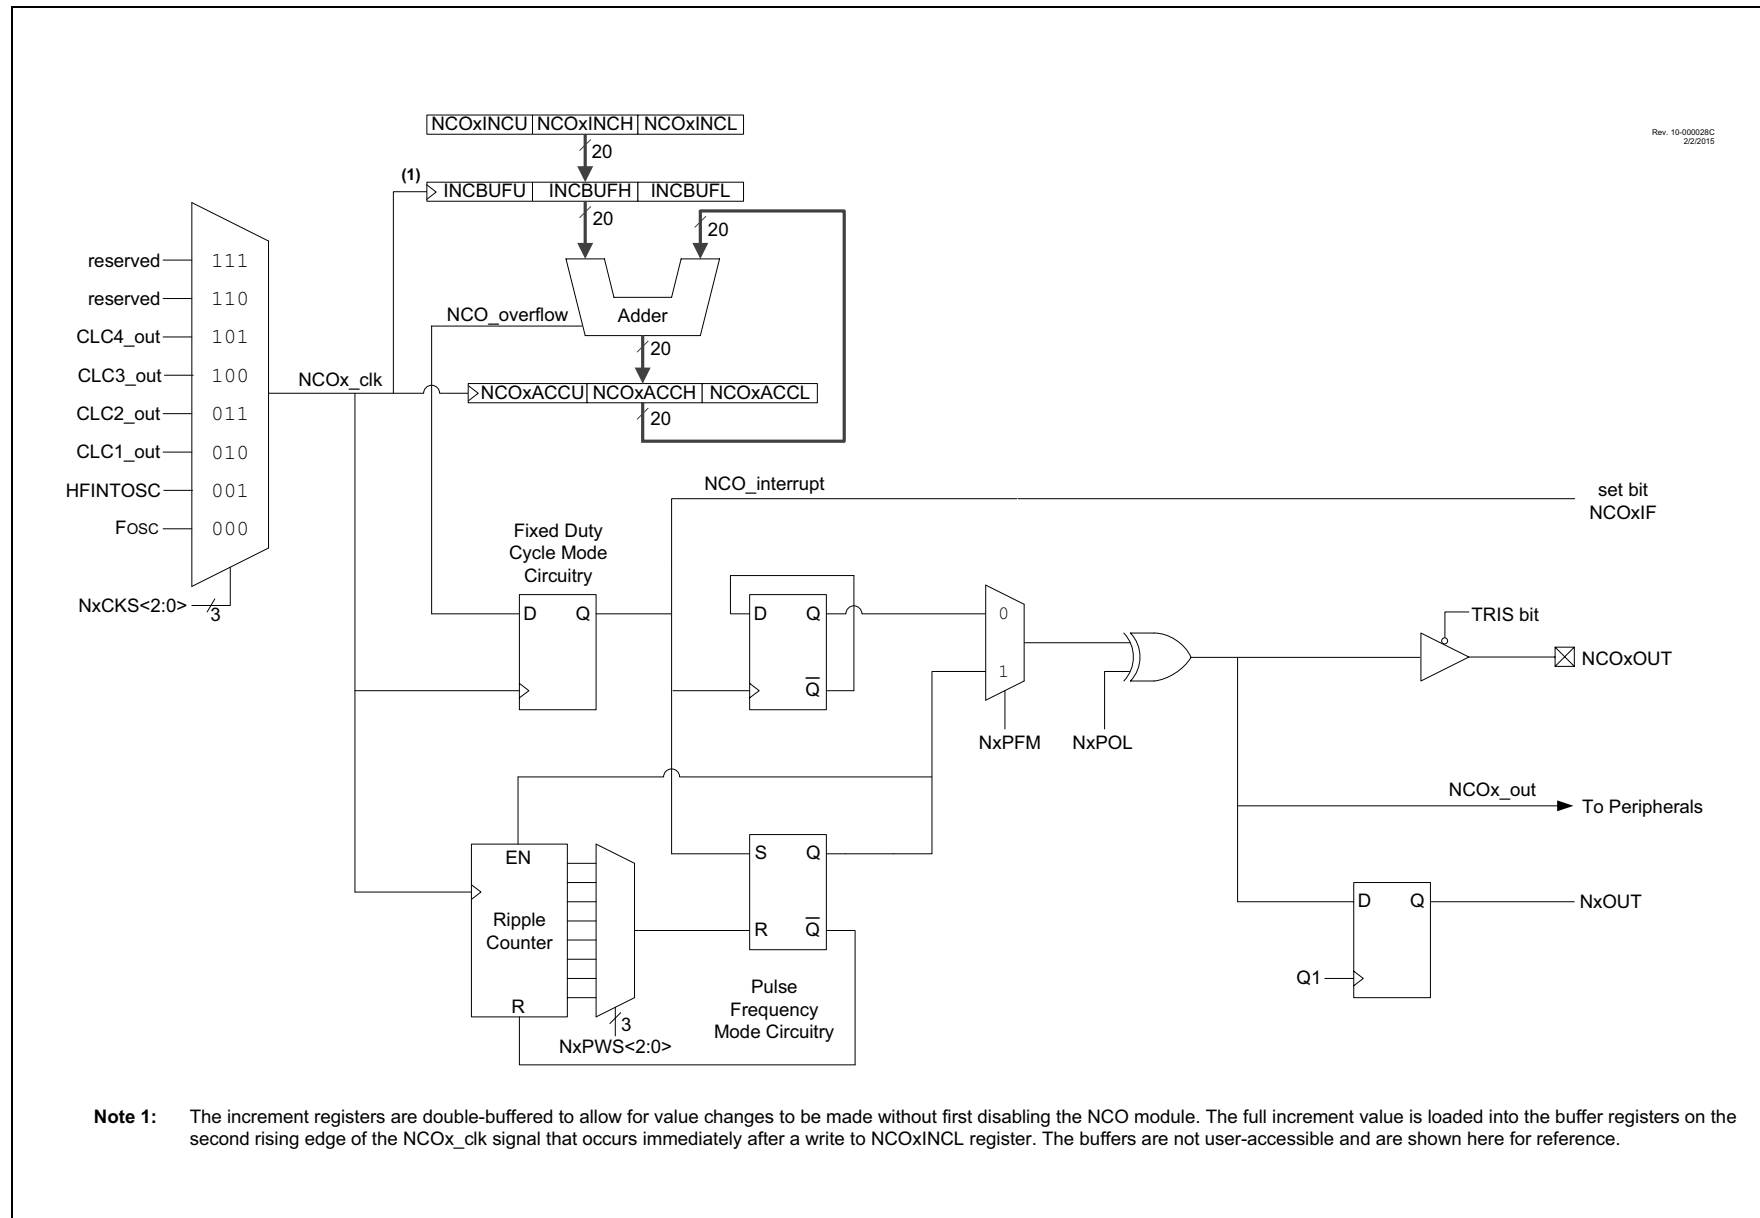 Rev. 10-000028C
2/2/2015
NCOxINCU NCOxINCH NCOxINCL
20
(1)
INCBUFU INCBUFH INCBUFL
20
20
reserved 111
reserved 110
CLC4_out 101
CLC3_out 100
CLC2_out 011
CLC1_out 010
HFINTOSC 001
FOSC 000
NxCKS<2:0>
3
NCOx_clk
NCO_overflow
Adder
20
NCOxACCU NCOxACCH NCOxACCL
20
NCO_interrupt
set bit
NCOxIF
Fixed Duty
Cycle Mode
Circuitry
D Q
D Q
Q̅
0
1
NxPFM
NxPOL
TRIS bit
NCOxOUT
NCOx_out
To Peripherals
EN
Ripple
Counter
R
3
NxPWS<2:0>
S Q
R Q̅
Pulse
Frequency
Mode Circuitry
D Q
NxOUT
Q1
Note 1: The increment registers are double-buffered to allow for value changes to be made without first disabling the NCO module. The full increment value is loaded into the buffer registers on the
second rising edge of the NCOx_clk signal that occurs immediately after a write to NCOxINCL register. The buffers are not user-accessible and are shown here for reference.